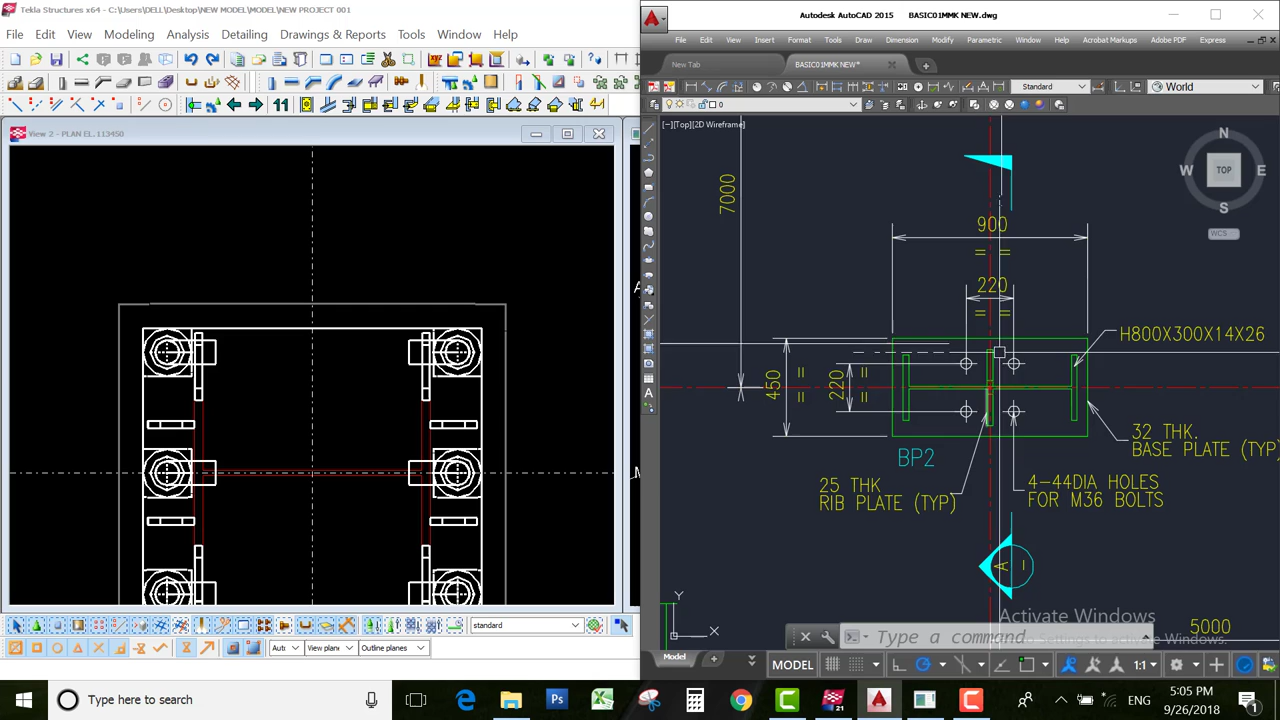 Tekla Structures x64 - C:\Users\DELL\Desktop\NEW MODEL\MODEL\NEW PROJECT 001
File Edit View Modeling Analysis Detailing Drawings & Reports Tools Window Help
View 2 - PLAN EL.113450
standard
View plane
Outline planes
Autodesk AutoCAD 2015 BASIC01MMK NEW.dwg
File Edit View Insert Format Tools Draw Dimension Modify Parametric Window Help Acrobat Markups Adobe PDF Express
New Tab
BASIC01MMK NEW*
Standard
World
0
[−][Top][2D Wireframe]
N
W TOP E
S
WCS
7000
900
220
H800X300X14X26
450
220
32 THK.
BASE PLATE (TYP)
BP2
25 THK
RIB PLATE (TYP)
4-44DIA HOLES
FOR M36 BOLTS
A
5000
Y
X
Activate Windows
Type a command
Model
MODEL
1:1
Type here to search
Ps
21
ENG
5:05 PM
9/26/2018